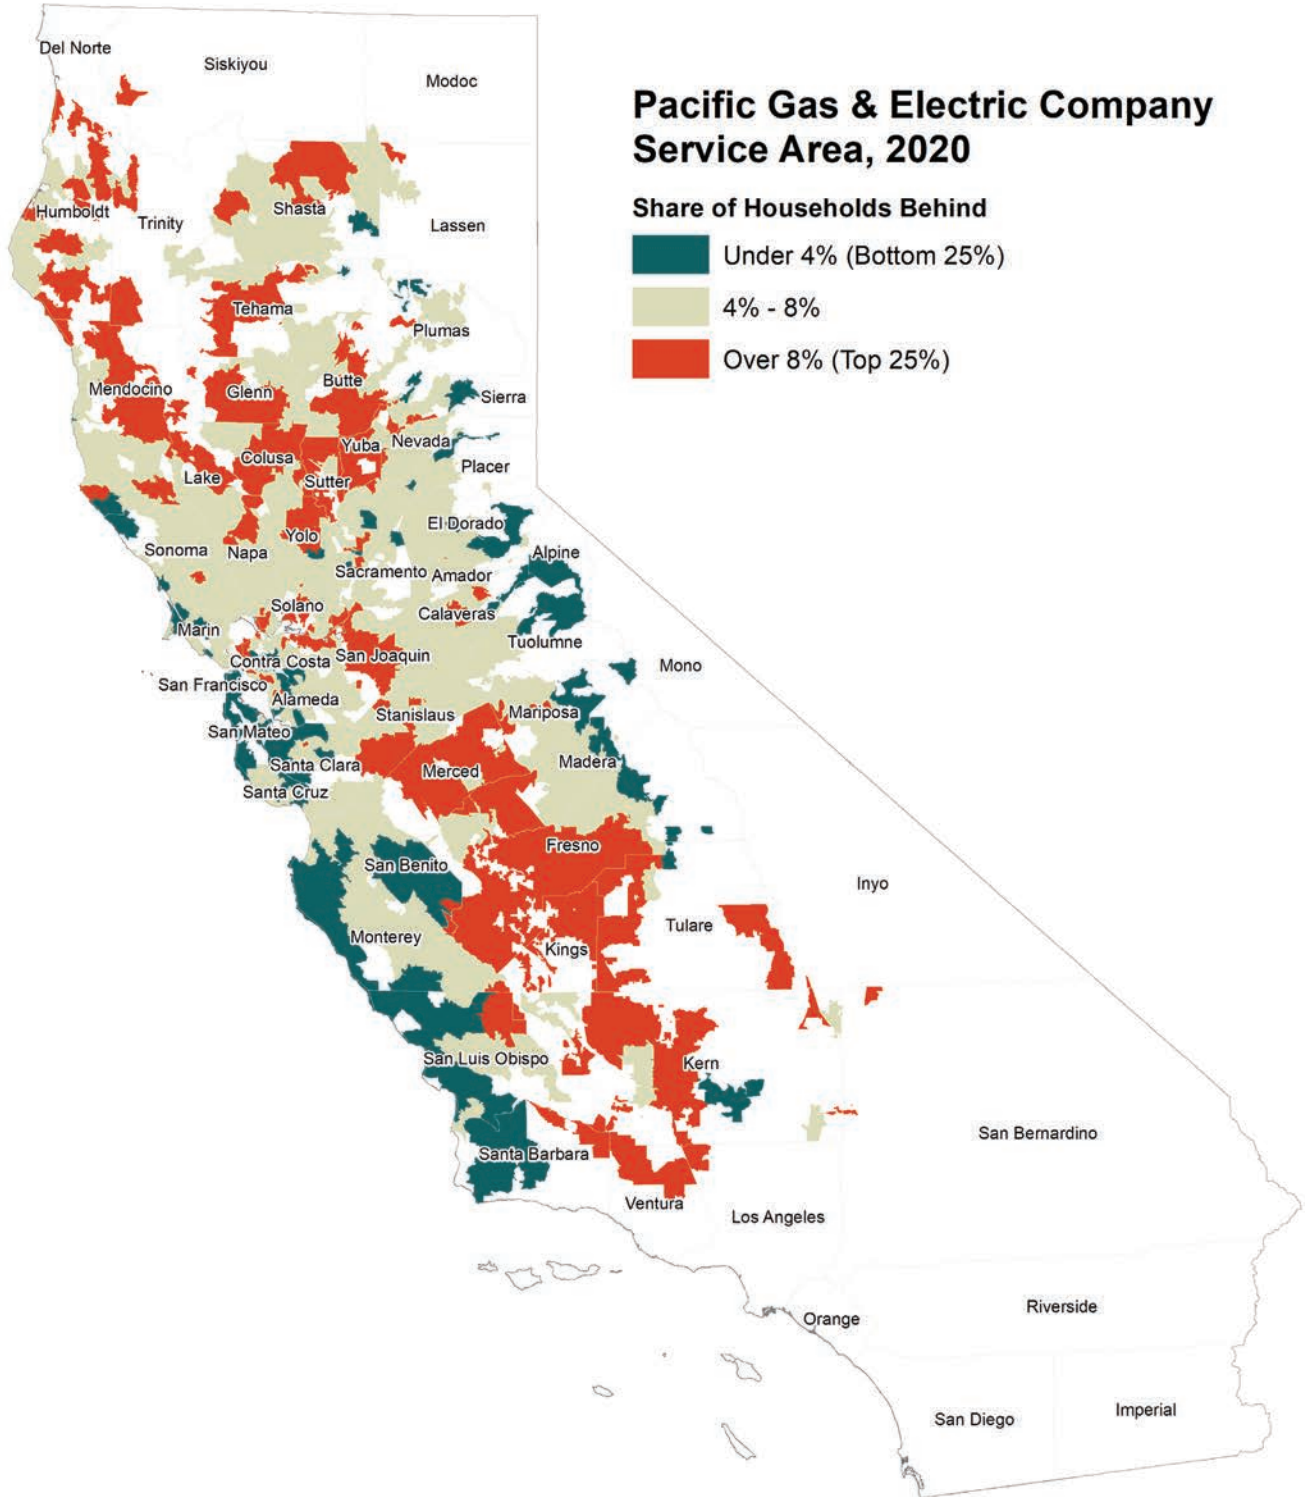 Pacific Gas & Electric Company
Service Area, 2020
Share of Households Behind
Under 4% (Bottom 25%)
4% - 8%
Over 8% (Top 25%)
Del Norte
Siskiyou
Modoc
Humboldt
Trinity
Shasta
Lassen
Tehama
Plumas
Mendocino
Glenn
Butte
Sierra
Lake
Colusa
Yuba
Nevada
Sutter
Placer
Sonoma
Napa
Yolo
El Dorado
Sacramento
Amador
Alpine
Solano
Calaveras
Marin
Tuolumne
Contra Costa
San Joaquin
Mono
San Francisco
Alameda
Stanislaus
Mariposa
San Mateo
Santa Clara
Merced
Madera
Santa Cruz
San Benito
Fresno
Inyo
Monterey
Kings
Tulare
San Luis Obispo
Kern
San Bernardino
Santa Barbara
Ventura
Los Angeles
Orange
Riverside
San Diego
Imperial